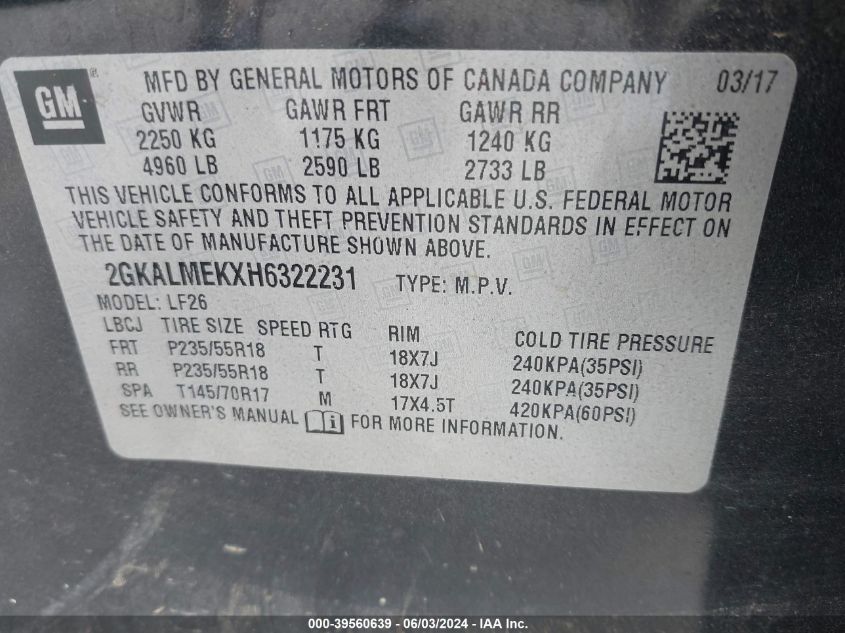 GM ® MFD BY GENERAL MOTORS OF CANADA COMPANY 03/17
GVWR GAWR FRT GAWR RR
2250 KG 1175 KG 1240 KG
4960 LB 2590 LB 2733 LB
THIS VEHICLE CONFORMS TO ALL APPLICABLE U.S. FEDERAL MOTOR
VEHICLE SAFETY AND THEFT PREVENTION STANDARDS IN EFFECT ON
THE DATE OF MANUFACTURE SHOWN ABOVE.
2GKALMEKXH6322231 TYPE: M.P.V.
MODEL: LF26
LBCJ TIRE SIZE SPEED RTG RIM COLD TIRE PRESSURE
FRT P235/55R18 T 18X7J 240KPA(35PSI)
RR P235/55R18 T 18X7J 240KPA(35PSI)
SPA T145/70R17 M 17X4.5T 420KPA(60PSI)
SEE OWNER'S MANUAL i FOR MORE INFORMATION.
000-39560639 - 06/03/2024 - IAA Inc.